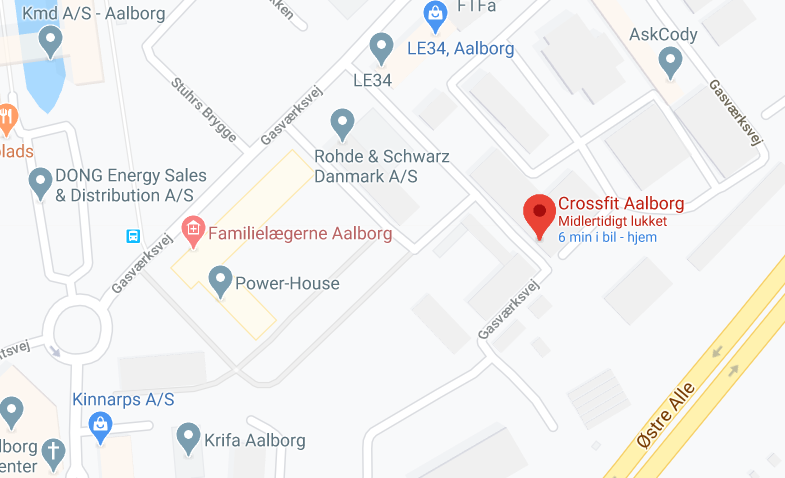 Kmd A/S - Aalborg
FTFa
LE34, Aalborg
AskCody
LE34
Stuhrs Brygge
Gasværksvej
Gasværksvej
Rohde & Schwarz
Danmark A/S
DONG Energy Sales
& Distribution A/S
Crossfit Aalborg
Midlertidigt lukket
6 min i bil - hjem
Familielægerne Aalborg
Gasværksvej
Power-House
Gasværksvej
Østre Alle
Kinnarps A/S
Krifa Aalborg